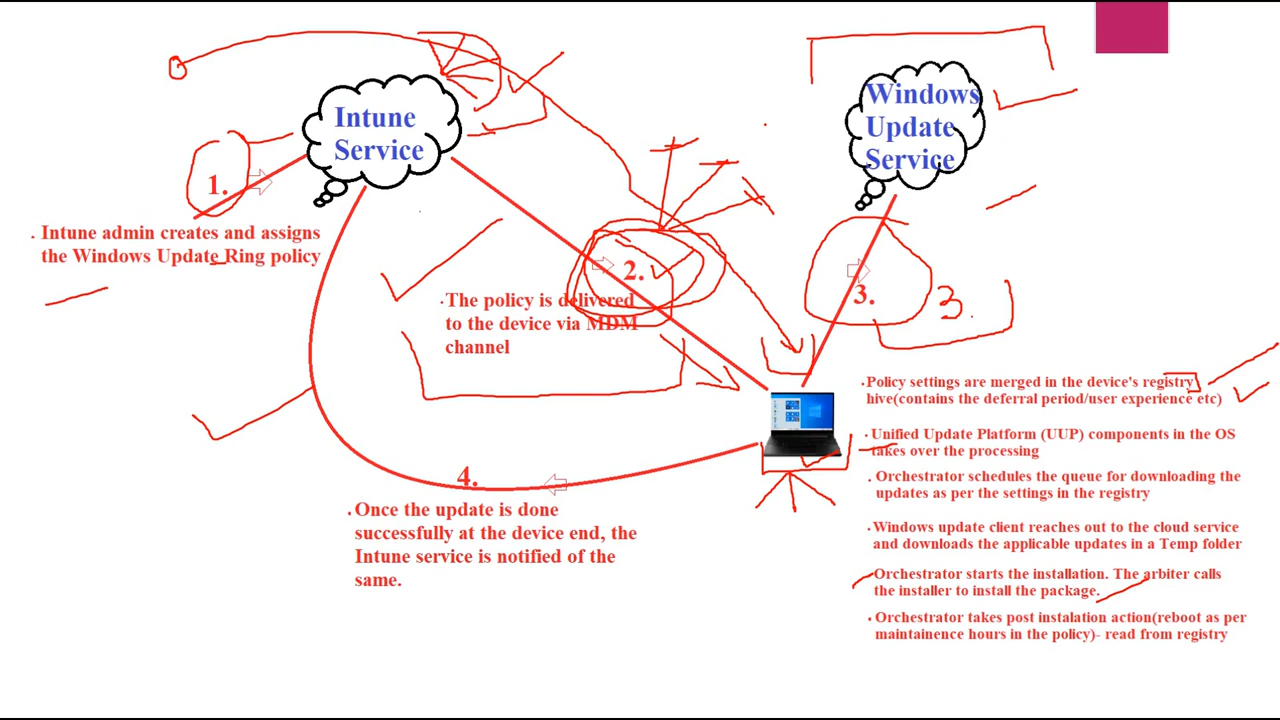 Intune
Service
Windows
Update
Service
1.
Intune admin creates and assigns
the Windows Update Ring policy
2.
The policy is delivered
to the device via MDM
channel
3.
3.
Policy settings are merged in the device's registry
hive(contains the deferral period/user experience etc)
Unified Update Platform (UUP) components in the OS
takes over the processing
Orchestrator schedules the queue for downloading the
updates as per the settings in the registry
Windows update client reaches out to the cloud service
and downloads the applicable updates in a Temp folder
Orchestrator starts the installation. The arbiter calls
the installer to install the package.
Orchestrator takes post instalation action(reboot as per
maintainence hours in the policy)- read from registry
4.
Once the update is done
successfully at the device end, the
Intune service is notified of the
same.